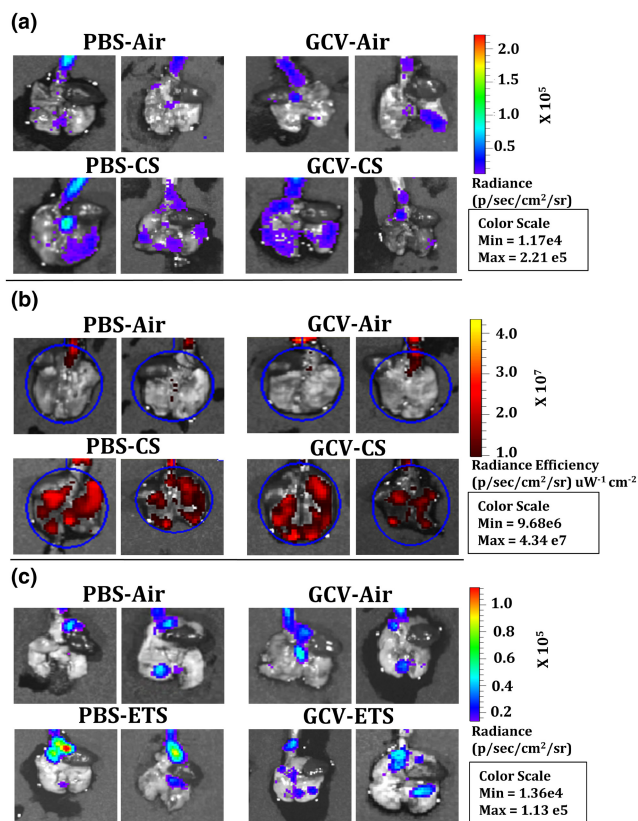 (a)
PBS-Air
GCV-Air
2.0
1.5
1.0
0.5
X 10⁵
PBS-CS
GCV-CS
Radiance
(p/sec/cm²/sr)
Color Scale
Min = 1.17e4
Max = 2.21 e5
(b)
PBS-Air
GCV-Air
4.0
3.0
2.0
1.0
X 10⁷
PBS-CS
GCV-CS
Radiance Efficiency
(p/sec/cm²/sr) uW⁻¹ cm⁻²
Color Scale
Min = 9.68e6
Max = 4.34 e7
(c)
PBS-Air
GCV-Air
1.0
0.8
0.6
0.4
0.2
X 10⁵
PBS-ETS
GCV-ETS
Radiance
(p/sec/cm²/sr)
Color Scale
Min = 1.36e4
Max = 1.13 e5